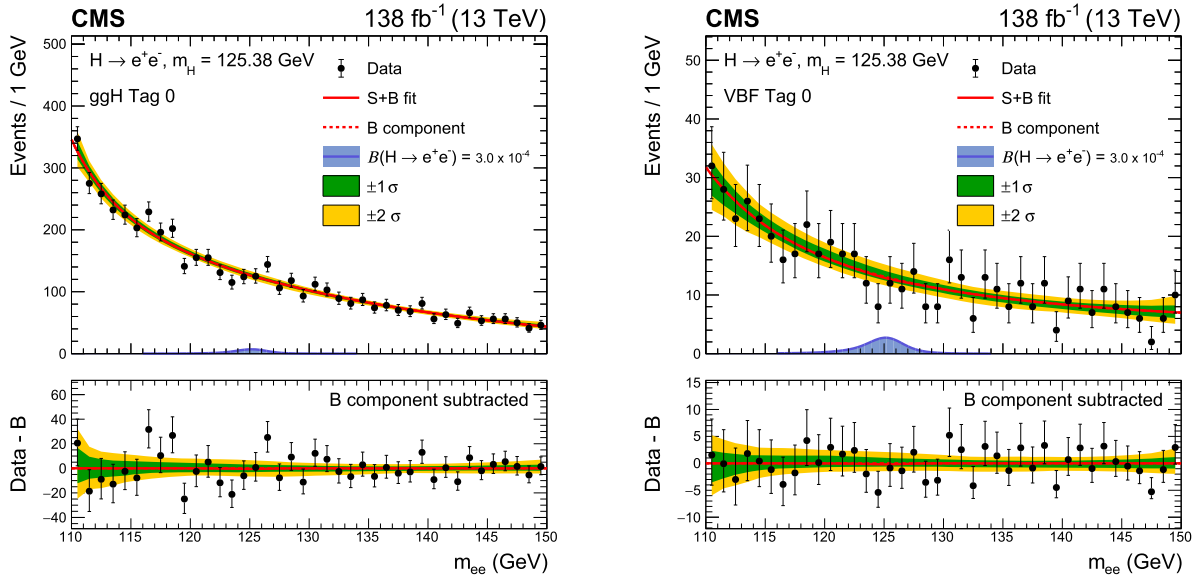 CMS 138 fb⁻¹ (13 TeV)
Events / 1 GeV
500
400
300
200
100
0
H → e⁺e⁻, m_H = 125.38 GeV
ggH Tag 0
Data
S+B fit
B component
B(H → e⁺e⁻) = 3.0 x 10⁻⁴
±1 σ
±2 σ
Data - B
60
40
20
0
−20
−40
B component subtracted
110 115 120 125 130 135 140 145 150
m_ee (GeV)
CMS 138 fb⁻¹ (13 TeV)
Events / 1 GeV
50
40
30
20
10
0
H → e⁺e⁻, m_H = 125.38 GeV
VBF Tag 0
Data
S+B fit
B component
B(H → e⁺e⁻) = 3.0 x 10⁻⁴
±1 σ
±2 σ
Data - B
15
10
5
0
−5
−10
B component subtracted
110 115 120 125 130 135 140 145 150
m_ee (GeV)